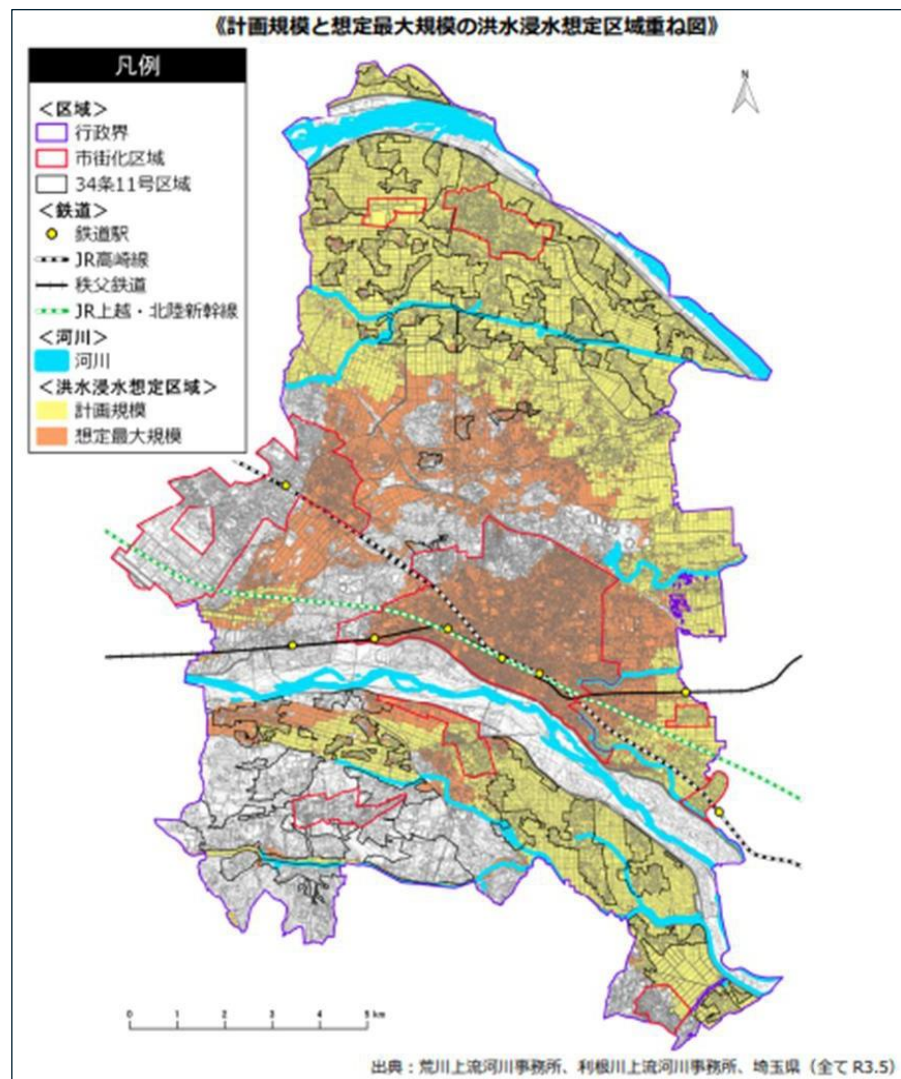 《計画規模と想定最大規模の洪水浸水想定区域重ね図》
凡例
＜区域＞
行政界
市街化区域
34条11号区域
＜鉄道＞
鉄道駅
JR高崎線
秩父鉄道
JR上越・北陸新幹線
＜河川＞
河川
＜洪水浸水想定区域＞
計画規模
想定最大規模
N
0 1 2 3 4 5 km
出典：荒川上流河川事務所、利根川上流河川事務所、埼玉県（全て R3.5）